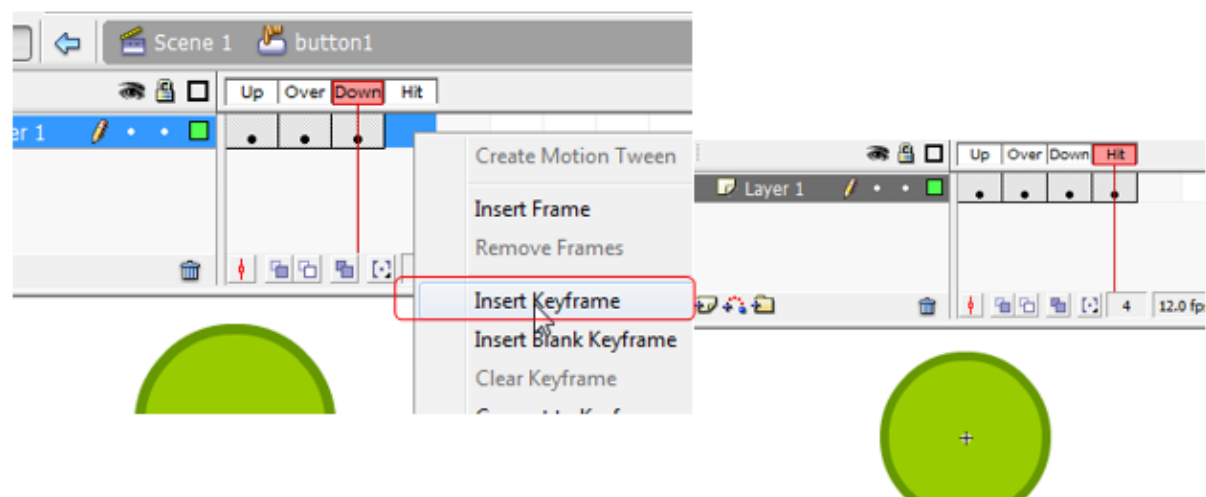 Scene 1 button1
Up Over Down Hit
er 1
Create Motion Tween
Insert Frame
Remove Frames
Insert Keyframe
Insert Blank Keyframe
Clear Keyframe
Up Over Down Hit
Layer 1
4 12.0 fp